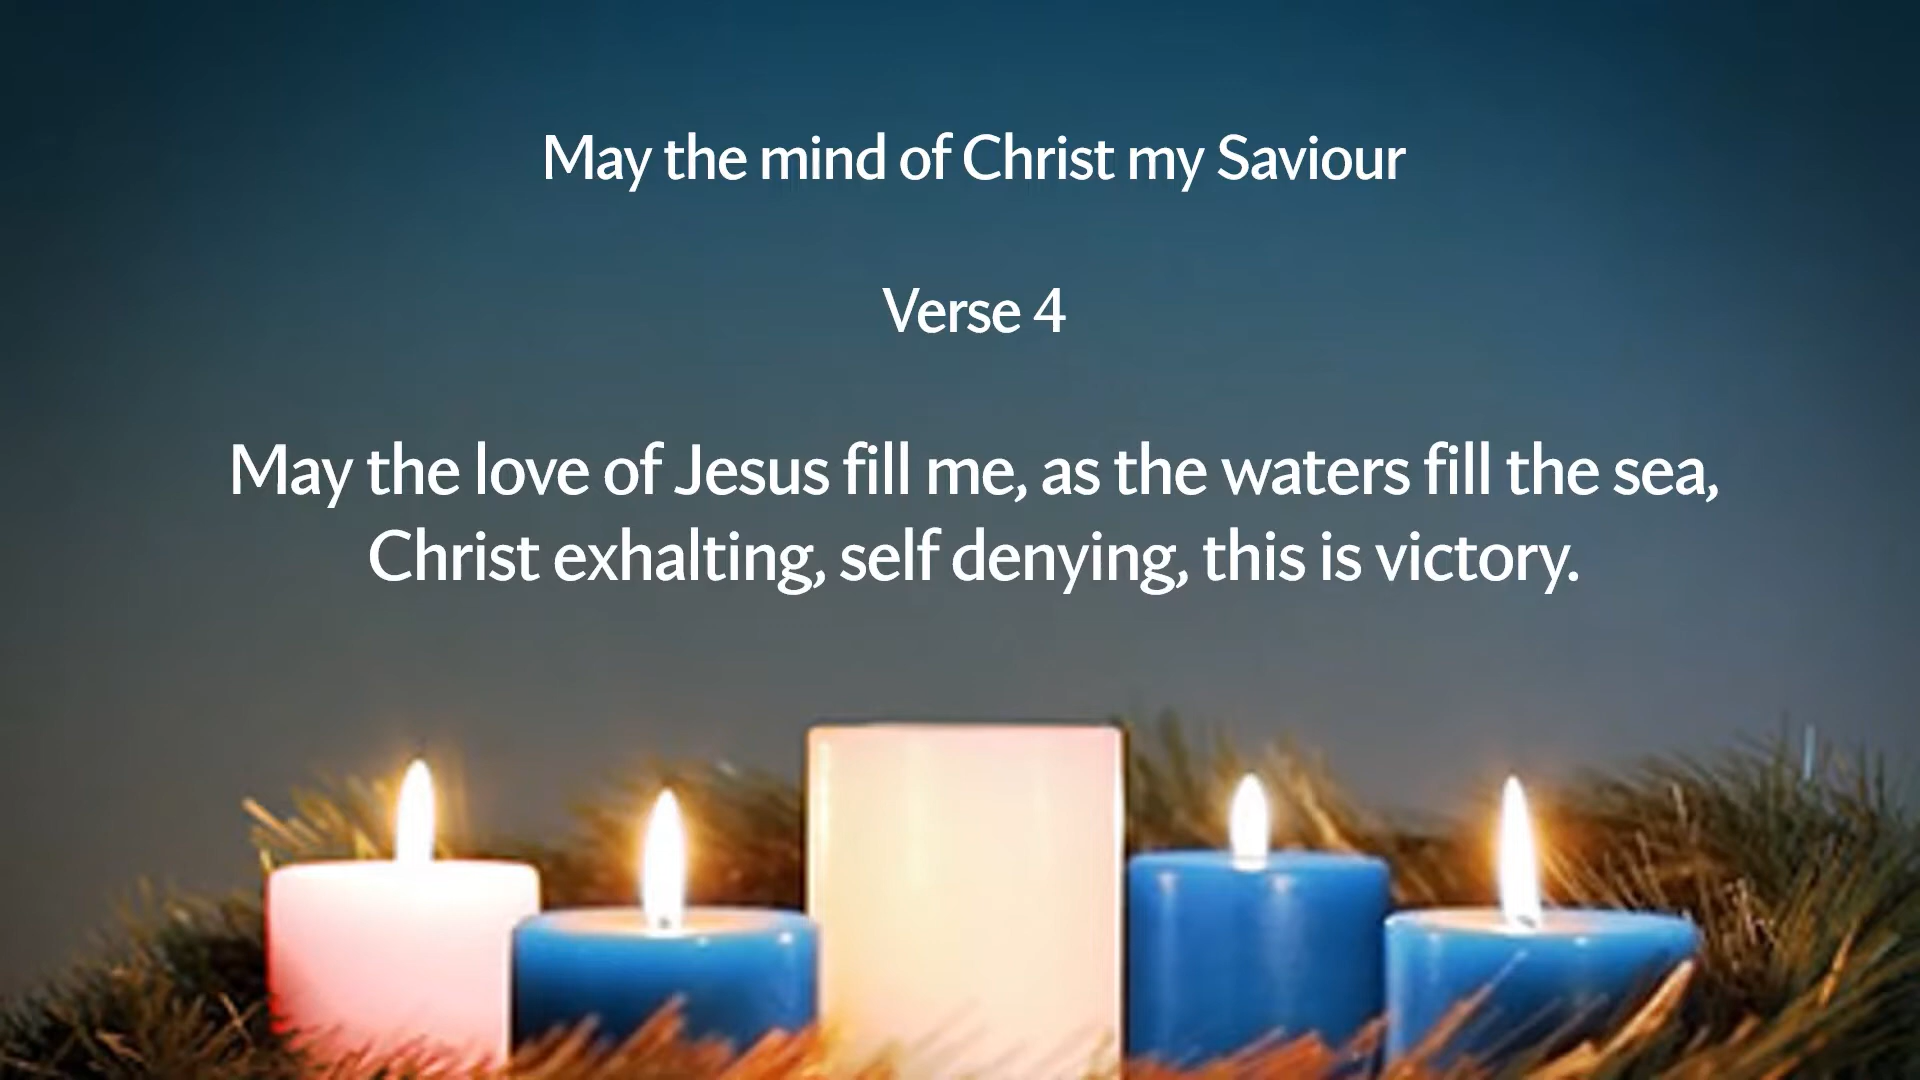 May the mind of Christ my Saviour
Verse 4
May the love of Jesus fill me, as the waters fill the sea,
Christ exhalting, self denying, this is victory.